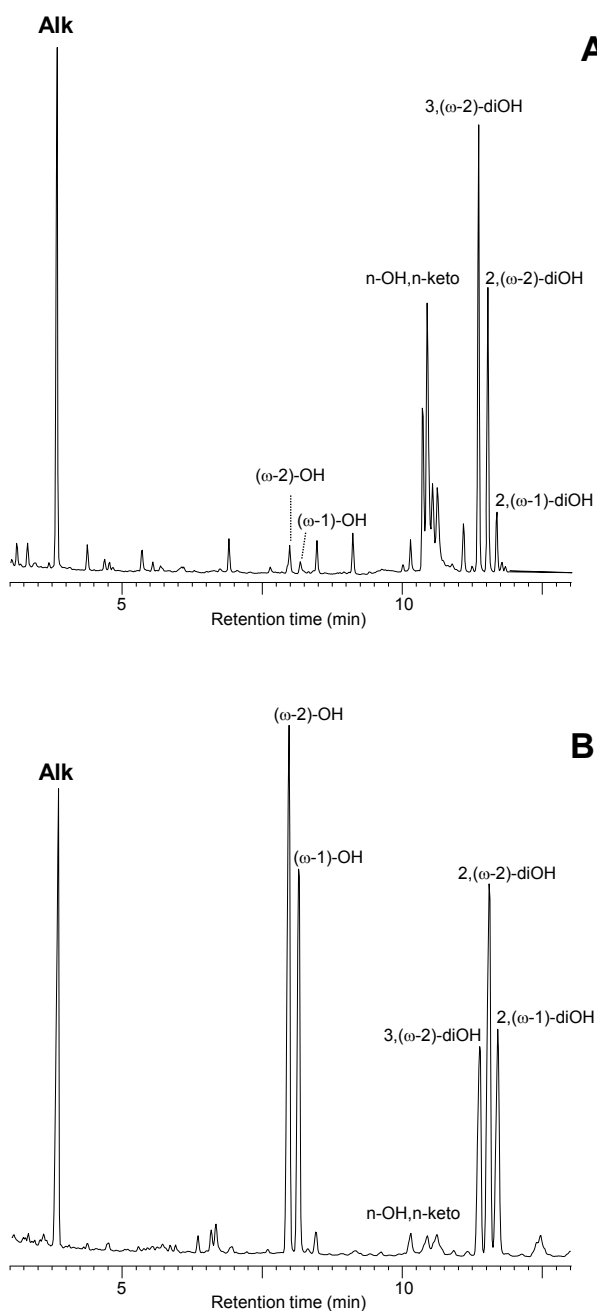 Alk
A
3,(ω-2)-diOH
n-OH,n-keto
2,(ω-2)-diOH
(ω-2)-OH
(ω-1)-OH
2,(ω-1)-diOH
5
10
Retention time (min)
(ω-2)-OH
B
Alk
(ω-1)-OH
2,(ω-2)-diOH
2,(ω-1)-diOH
3,(ω-2)-diOH
n-OH,n-keto
5
10
Retention time (min)